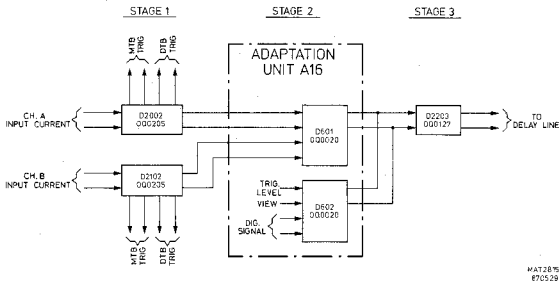 STAGE 1
STAGE 2
STAGE 3
MTB TRIG
DTB TRIG
ADAPTATION
UNIT A16
CH. A
INPUT CURRENT
D2002
OQ0205
D601
OQ0020
D2203
OQ0127
TO
DELAY LINE
CH. B
INPUT CURRENT
D2102
OQ0205
TRIG.
LEVEL
VIEW
DIG.
SIGNAL
D602
OQ0020
MTB TRIG
DTB TRIG
MAT2875
870529